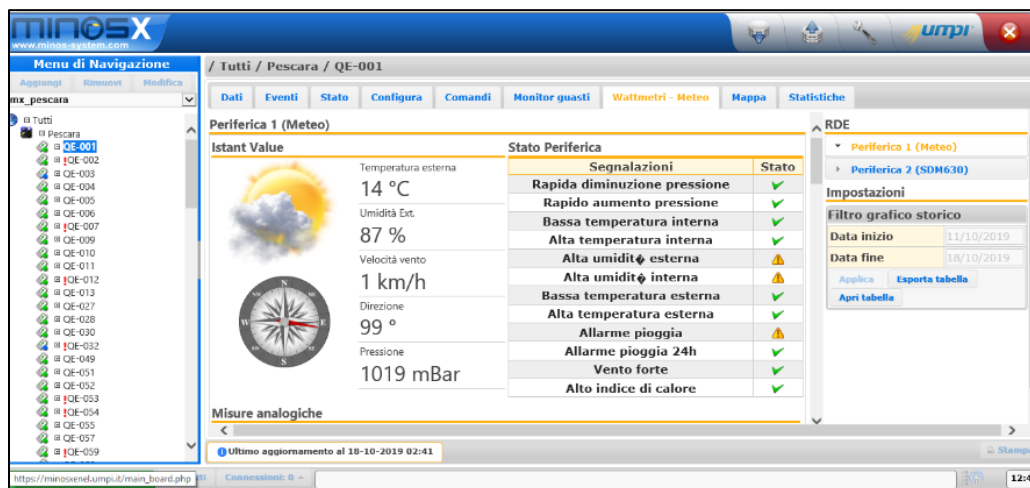 MINOSX
www.minos-system.com
umpi
Menu di Navigazione
Aggiungi Rimuovi Modifica
mx_pescara
Tutti
Pescara
QE-001
!QE-002
QE-003
QE-004
QE-005
QE-006
!QE-007
QE-009
QE-010
QE-011
!QE-012
QE-013
QE-027
QE-028
QE-030
!QE-032
QE-049
QE-051
QE-052
!QE-053
!QE-054
QE-055
QE-057
!QE-059
/ Tutti / Pescara / QE-001
Dati Eventi Stato Configura Comandi Monitor guasti Wattmetri - Meteo Mappa Statistiche
Periferica 1 (Meteo)
Istant Value
N
E
S
W
Temperatura esterna
14 °C
Umidità Ext.
87 %
Velocità vento
1 km/h
Direzione
99 °
Pressione
1019 mBar
Misure analogiche
Stato Periferica
Segnalazioni Stato
Rapida diminuzione pressione
Rapido aumento pressione
Bassa temperatura interna
Alta temperatura interna
Alta umidit� esterna
Alta umidit� interna
Bassa temperatura esterna
Alta temperatura esterna
Allarme pioggia
Allarme pioggia 24h
Vento forte
Alto indice di calore
RDE
Periferica 1 (Meteo)
Periferica 2 (SDM630)
Impostazioni
Filtro grafico storico
Data inizio 11/10/2019
Data fine 18/10/2019
Applica Esporta tabella
Apri tabella
Ultimo aggiornamento al 18-10-2019 02:41
Stampa
https://minosxenel.umpi.it/main_board.php
Connessioni: 0
12:4